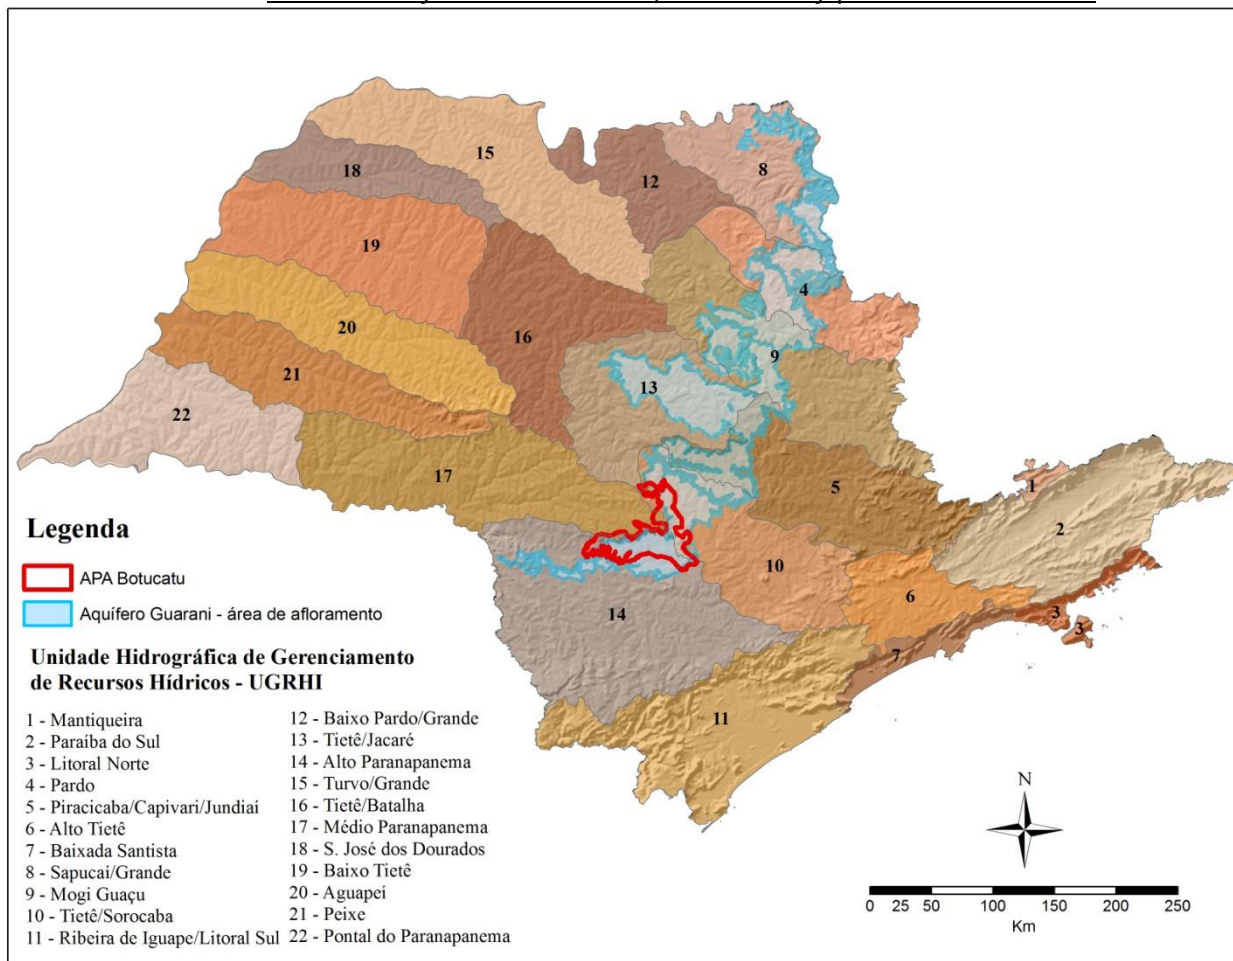 15
18
12
8
19
4
20
16
9
13
21
22
17
5
1
2
10
6
3
3
14
7
11
Legenda
APA Botucatu
Aquífero Guarani - área de afloramento
Unidade Hidrográfica de Gerenciamento
de Recursos Hídricos - UGRHI
1 - Mantiqueira
2 - Paraíba do Sul
3 - Litoral Norte
4 - Pardo
5 - Piracicaba/Capivari/Jundiaí
6 - Alto Tietê
7 - Baixada Santista
8 - Sapucaí/Grande
9 - Mogi Guaçu
10 - Tietê/Sorocaba
11 - Ribeira de Iguape/Litoral Sul
12 - Baixo Pardo/Grande
13 - Tietê/Jacaré
14 - Alto Paranapanema
15 - Turvo/Grande
16 - Tietê/Batalha
17 - Médio Paranapanema
18 - S. José dos Dourados
19 - Baixo Tietê
20 - Aguapeí
21 - Peixe
22 - Pontal do Paranapanema
N
0 25 50 100 150 200 250
Km